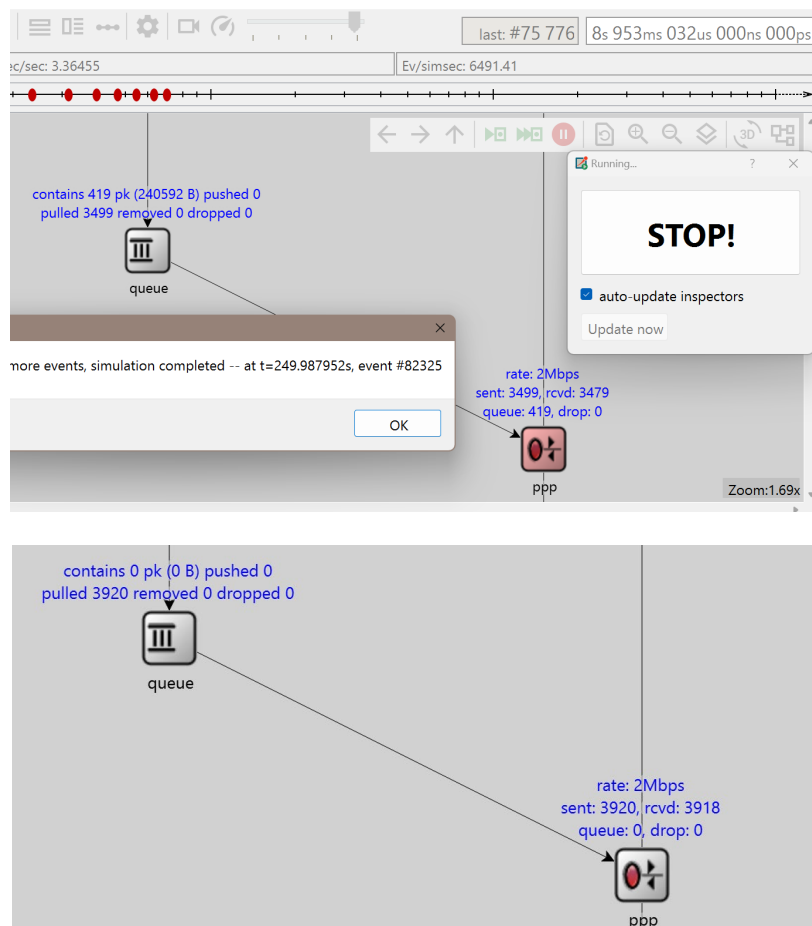 last: #75 776
8s 953ms 032us 000ns 000ps
ec/sec: 3.36455
Ev/simsec: 6491.41
3D
Running...
?
contains 419 pk (240592 B) pushed 0
pulled 3499 removed 0 dropped 0
STOP!
queue
auto-update inspectors
Update now
more events, simulation completed -- at t=249.987952s, event #82325
rate: 2Mbps
sent: 3499, rcvd: 3479
queue: 419, drop: 0
OK
ppp
Zoom:1.69x
contains 0 pk (0 B) pushed 0
pulled 3920 removed 0 dropped 0
queue
rate: 2Mbps
sent: 3920, rcvd: 3918
queue: 0, drop: 0
ppp